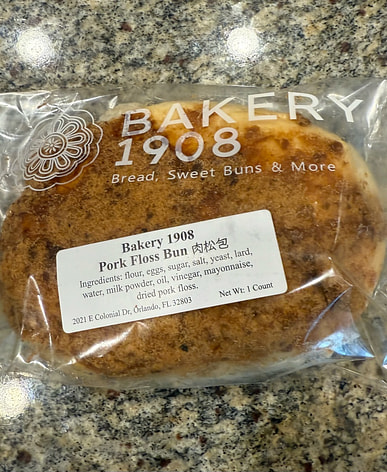 BAKERY
1908
Bread, Sweet Buns & More
Bakery 1908
Pork Floss Bun 肉松包
Ingredients: flour, eggs, sugar, salt, yeast, lard,
water, milk powder, oil, vinegar, mayonnaise,
dried pork floss.
2021 E Colonial Dr, Orlando, FL 32803
Net Wt: 1 Count